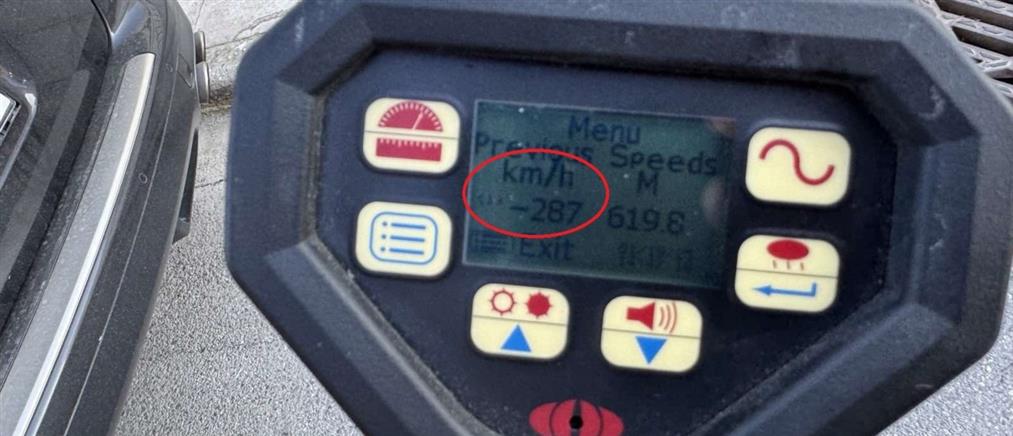 Menu
Previous Speeds
km/h M
-287 619.8
Exit